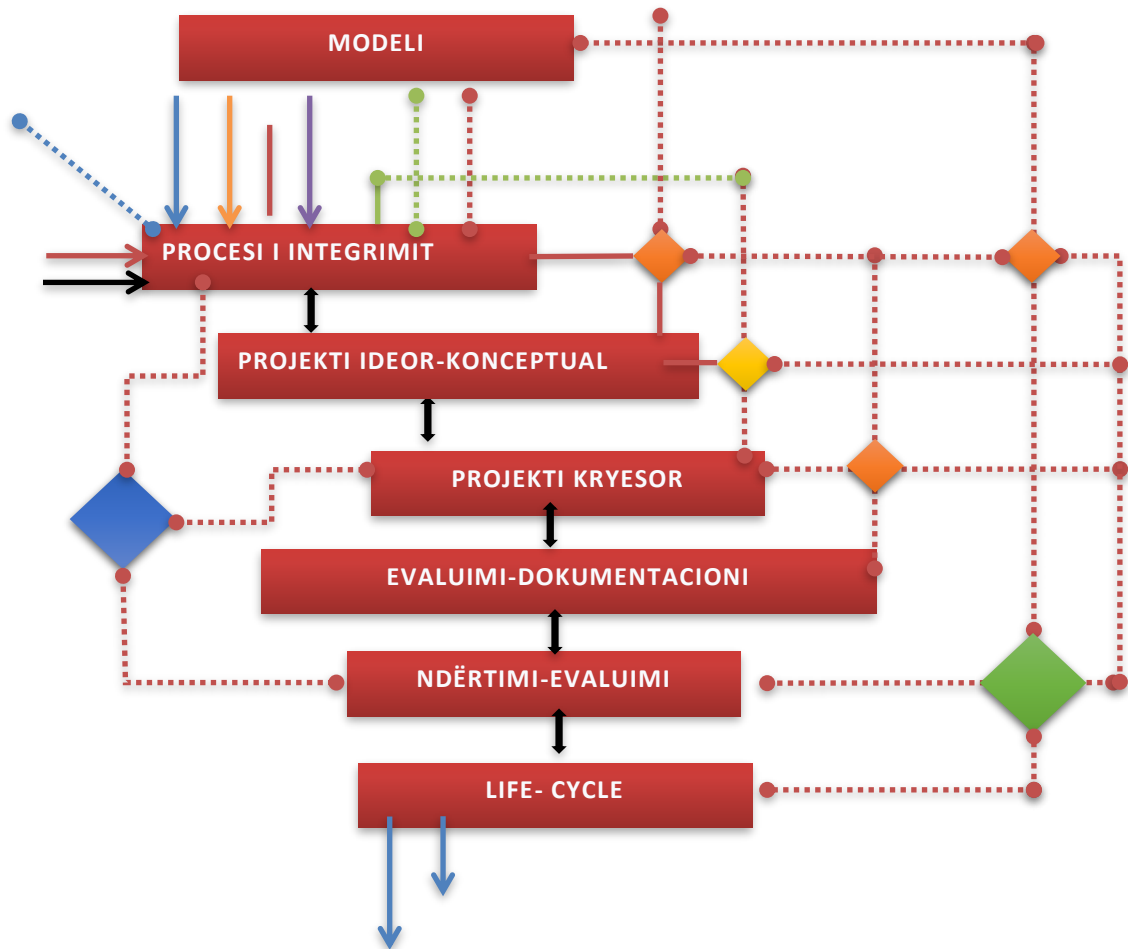 MODELI
PROCESI I INTEGRIMIT
PROJEKTI IDEOR-KONCEPTUAL
PROJEKTI KRYESOR
EVALUIMI-DOKUMENTACIONI
NDËRTIMI-EVALUIMI
LIFE- CYCLE